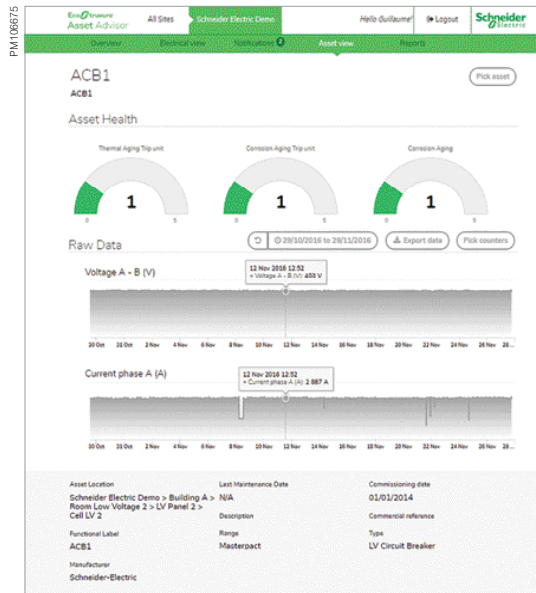 PM106675
EcoStruxure
Asset Advisor
All Sites
Schneider Electric Demo
Hello Guillaume!
Logout
Schneider
Electric
Overview
Electrical view
Notifications 2
Asset view
Reports
ACB1
Pick asset
ACB1
Asset Health
Thermal Aging Trip unit
Corrosion Aging Trip unit
Corrosion Aging
1
1
1
0 5
0 5
0 5
Raw Data
29/10/2016 to 29/11/2016
Export data
Pick counters
Voltage A - B (V)
12 Nov 2016 12:52
• Voltage A - B (V): 403 V
30 Oct 31 Oct 2 Nov 4 Nov 6 Nov 8 Nov 10 Nov 12 Nov 14 Nov 16 Nov 18 Nov 20 Nov 22 Nov 24 Nov 26 Nov 28 ...
Current phase A (A)
12 Nov 2016 12:52
• Current phase A (A): 2 887 A
30 Oct 31 Oct 2 Nov 4 Nov 6 Nov 8 Nov 10 Nov 12 Nov 14 Nov 16 Nov 18 Nov 20 Nov 22 Nov 24 Nov 26 Nov 28 ...
Asset Location
Schneider Electric Demo > Building A >
Room Low Voltage 2 > LV Panel 2 >
Cell LV 2
Functional Label
ACB1
Manufacturer
Schneider-Electric
Last Maintenance Date
N/A
Description
Range
Masterpact
Commissioning date
01/01/2014
Commercial reference
Type
LV Circuit Breaker